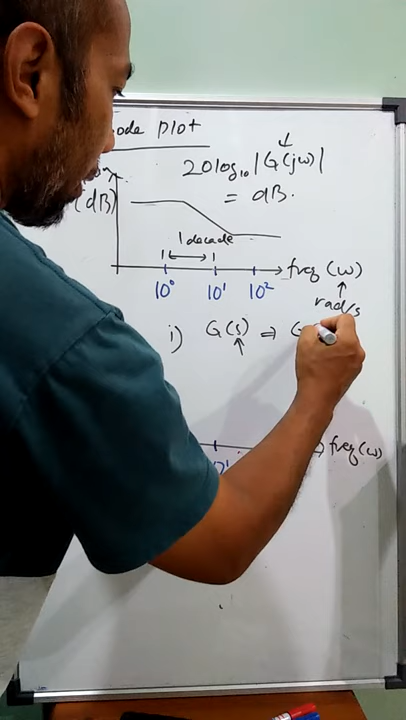 ode plot
20log₁₀|G(jω)|
(dB)
= dB.
1 decade
freq (ω)
10⁰ 10¹ 10²
rad/s
i) G(s) ⇒ G
freq(ω)